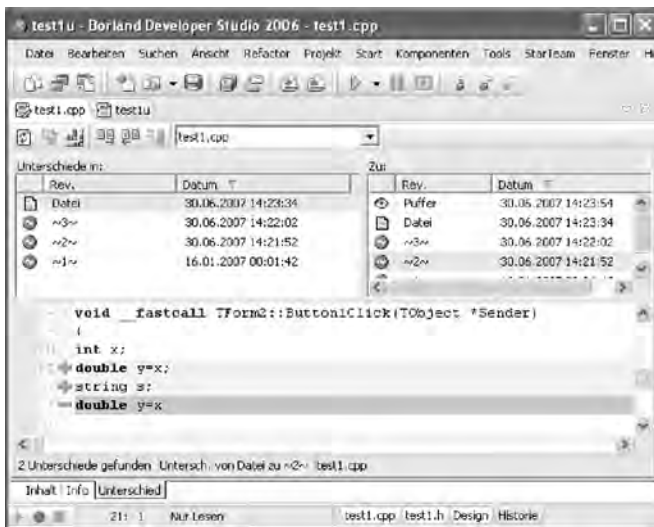 test1u - Borland Developer Studio 2006 - test1.cpp
Datei Bearbeiten Suchen Ansicht Refactor Projekt Start Komponenten Tools StarTeam Fenster
test1.cpp test1u
test1.cpp
Unterschiede in: Zu:
Rev. Datum Rev. Datum
Datei 30.06.2007 14:23:34 Puffer 30.06.2007 14:23:54
~3~ 30.06.2007 14:22:02 Datei 30.06.2007 14:23:34
~2~ 30.06.2007 14:21:52 ~3~ 30.06.2007 14:22:02
~1~ 16.01.2007 00:01:42 ~2~ 30.06.2007 14:21:52
void __fastcall TForm2::Button1Click(TObject *Sender)
{
int x;
double y=x;
string s;
double y=x
2 Unterschiede gefunden Untersch. von Datei zu ~2~ test1.cpp
Inhalt Info Unterschied
21: 1 Nur Lesen test1.cpp test1.h Design Historie